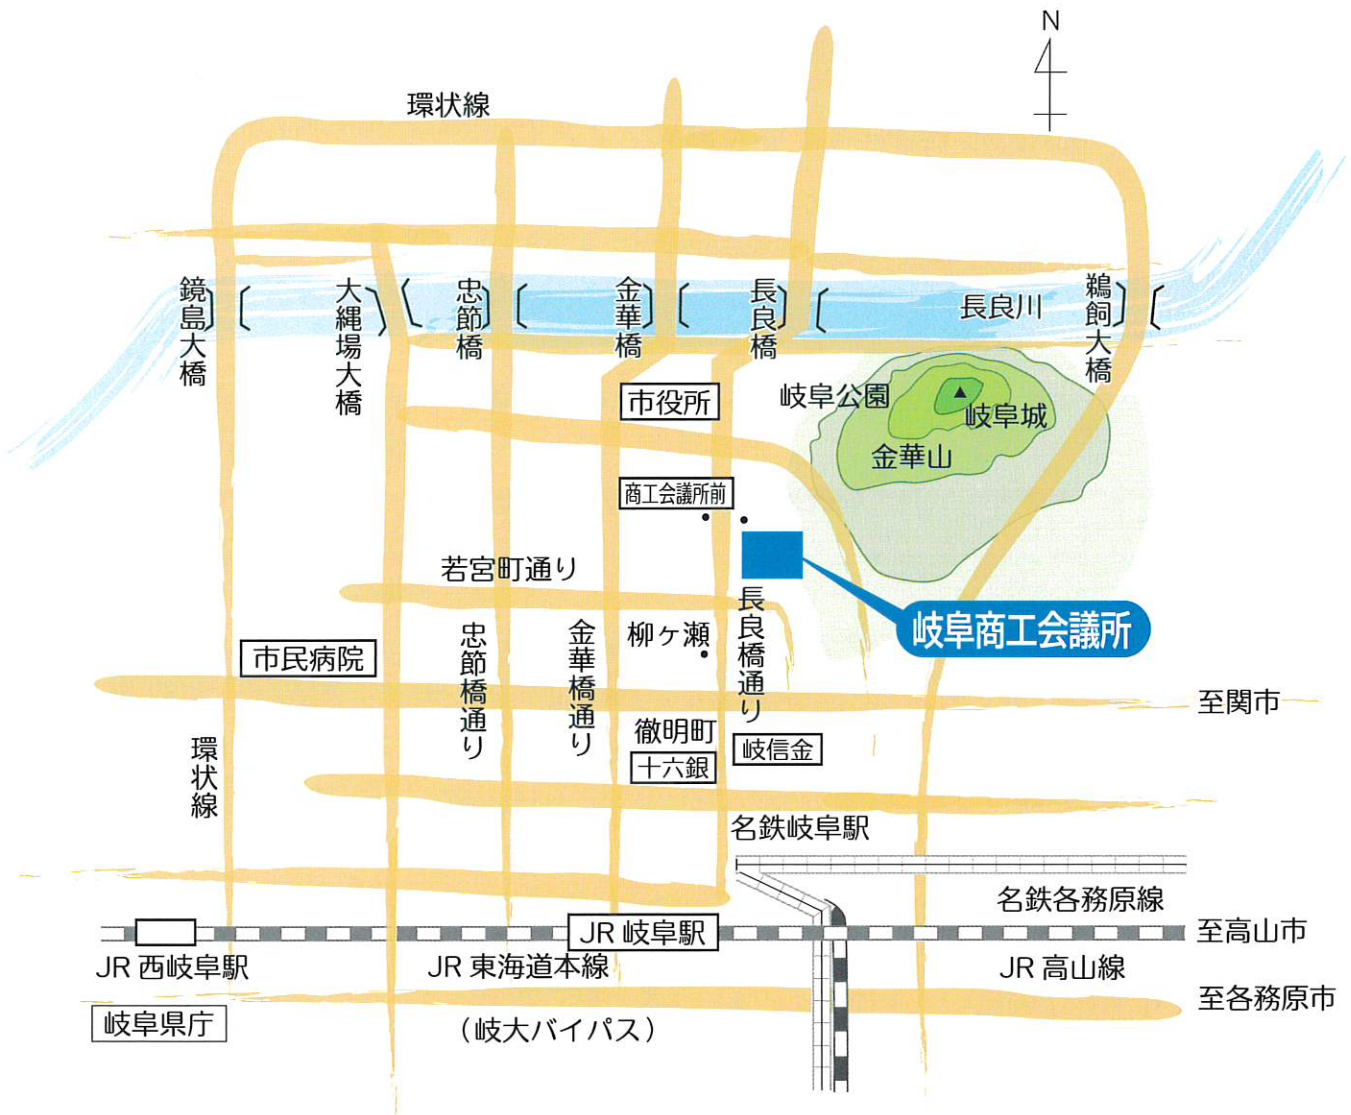 N
環状線
鏡島大橋
大縄場大橋
忠節橋
金華橋
長良橋
長良川
鵜飼大橋
市役所
岐阜公園
岐阜城
金華山
商工会議所前
若宮町通り
長良橋通り
岐阜商工会議所
市民病院
忠節橋通り
金華橋通り
柳ヶ瀬
至関市
徹明町
岐信金
十六銀
環状線
名鉄岐阜駅
名鉄各務原線
JR 岐阜駅
至高山市
JR 西岐阜駅
JR 東海道本線
JR 高山線
至各務原市
岐阜県庁
(岐大バイパス)